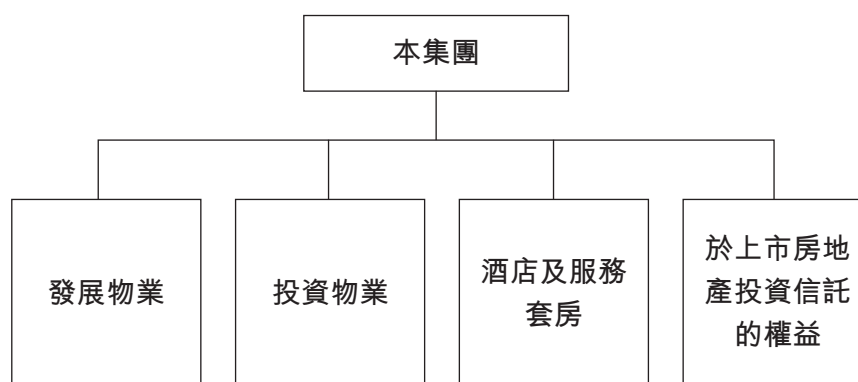 本集團
發展物業
投資物業
酒店及服務
套房
於上市房地
產投資信託
的權益